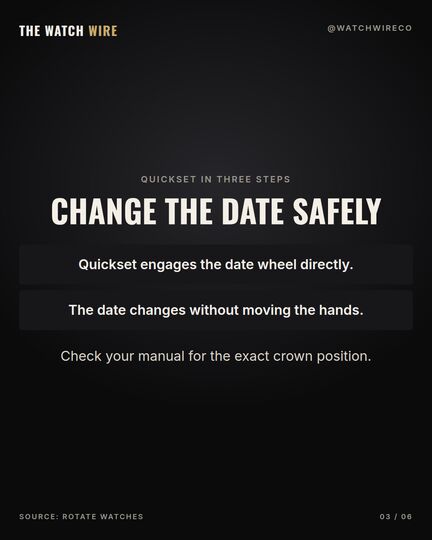 THE WATCH WIRE
@WATCHWIRECO
QUICKSET IN THREE STEPS
CHANGE THE DATE SAFELY
Quickset engages the date wheel directly.
The date changes without moving the hands.
Check your manual for the exact crown position.
SOURCE: ROTATE WATCHES
03 / 06